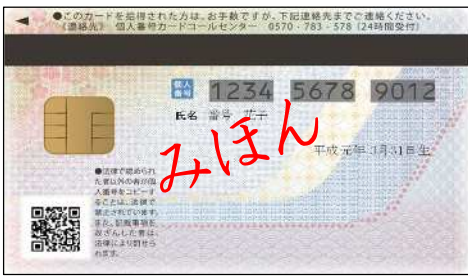 ●このカードを拾得された方は、お手数ですが、下記連絡先までご連絡ください。
《連絡先》 個人番号カードコールセンター 0570-783-578(24時間受付)
個人番号 1234 5678 9012
氏名 番号 花子
平成元年 3月31日生
みほん
●法律で認められ
た者以外の者が個
人番号をコピーす
ることは、法律で
禁止されています。
また、記載事項を
改ざんした者は、
法律により罰せら
れます。